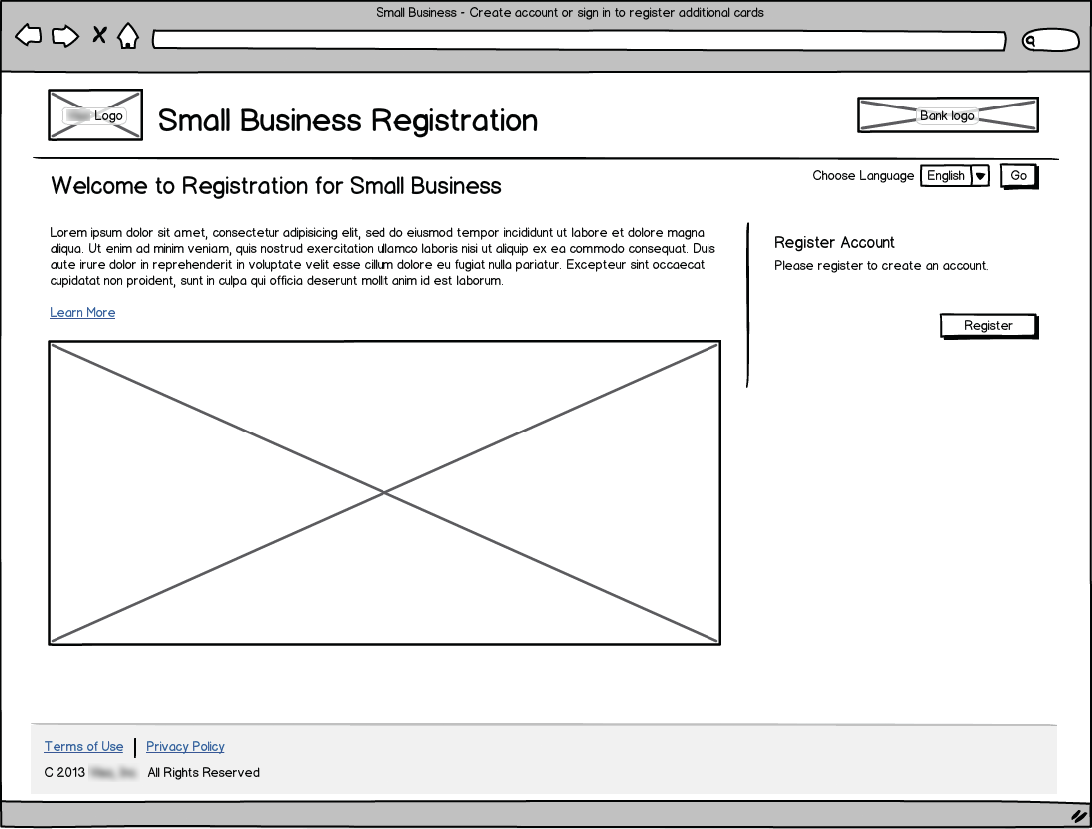 Small Business - Create account or sign in to register additional cards
Logo
Small Business Registration
Bank logo
Welcome to Registration for Small Business
Choose Language English Go
Lorem ipsum dolor sit amet, consectetur adipisicing elit, sed do eiusmod tempor incididunt ut labore et dolore magna
aliqua. Ut enim ad minim veniam, quis nostrud exercitation ullamco laboris nisi ut aliquip ex ea commodo consequat. Dus
aute irure dolor in reprehenderit in voluptate velit esse cillum dolore eu fugiat nulla pariatur. Excepteur sint occaecat
cupidatat non proident, sunt in culpa qui officia deserunt mollt anim id est laborum.
Learn More
Register Account
Please register to create an account.
Register
Terms of Use
Privacy Policy
C 2013 All Rights Reserved